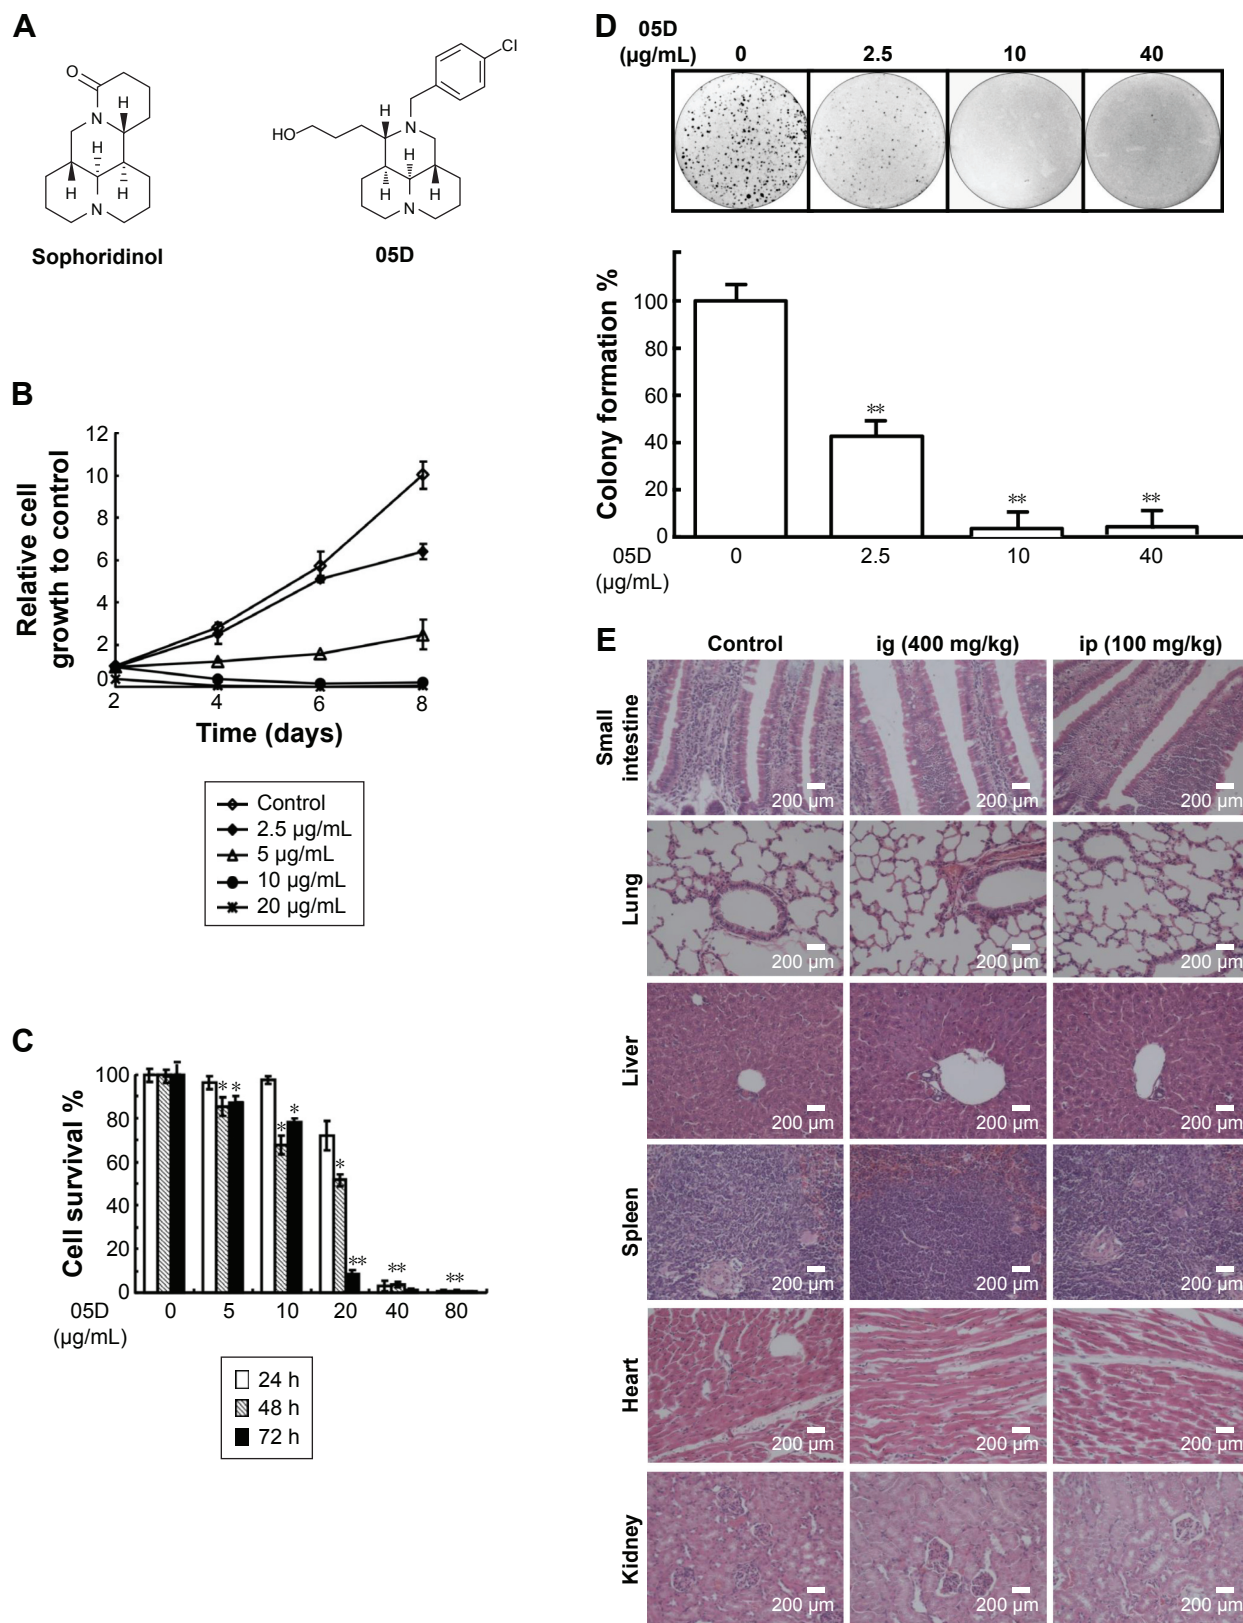 A
O
N
H
H
H
H
N
Sophoridinol
Cl
H
N
HO
H
H
H
N
05D
B
Relative cell
growth to control
12
10
8
6
4
2
0
2
4
6
8
Time (days)
Control
2.5 µg/mL
5 µg/mL
10 µg/mL
20 µg/mL
C
Cell survival %
100
80
60
40
20
0
* *
*
*
*
**
**
**
05D
(µg/mL)
0
5
10
20
40
80
24 h
48 h
72 h
D
05D
(µg/mL)
0
2.5
10
40
Colony formation %
100
80
60
40
20
0
**
**
**
05D
(µg/mL)
0
2.5
10
40
E
Control
ig (400 mg/kg)
ip (100 mg/kg)
Small
intestine
200 µm
200 µm
200 µm
Lung
200 µm
200 µm
200 µm
Liver
200 µm
200 µm
200 µm
Spleen
200 µm
200 µm
200 µm
Heart
200 µm
200 µm
200 µm
Kidney
200 µm
200 µm
200 µm